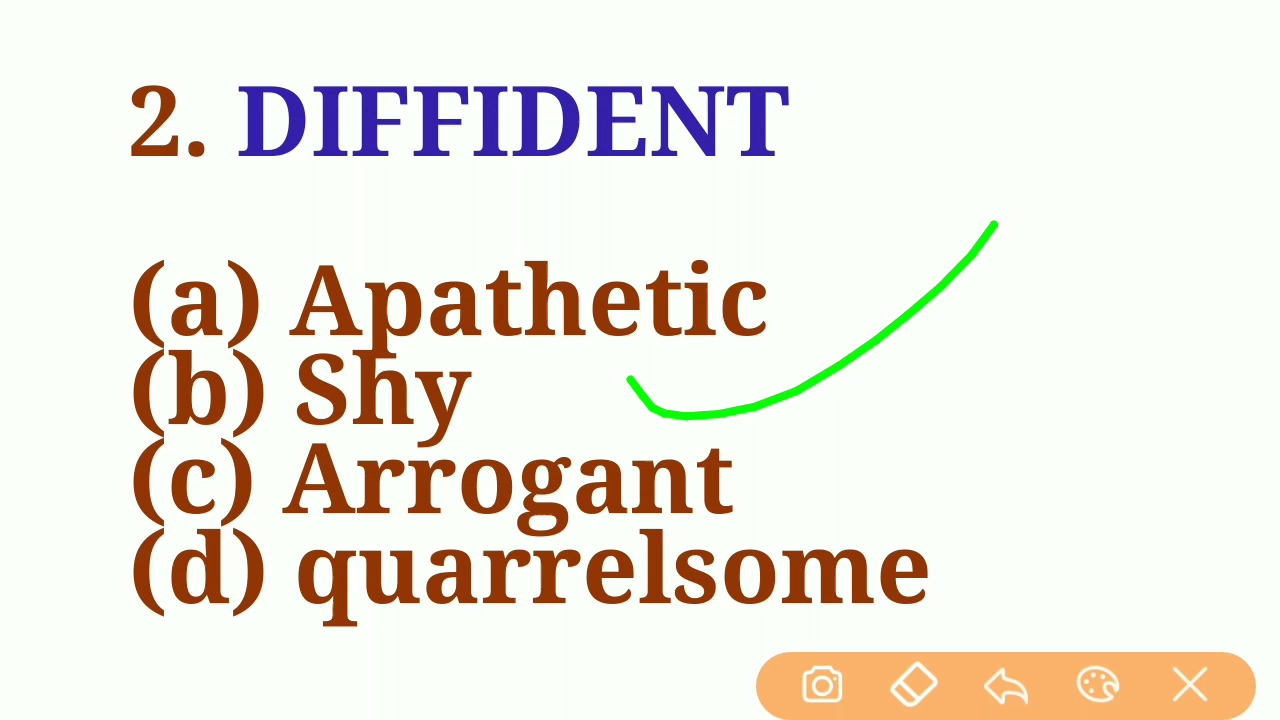 2. DIFFIDENT
(a) Apathetic
(b) Shy
(c) Arrogant
(d) quarrelsome